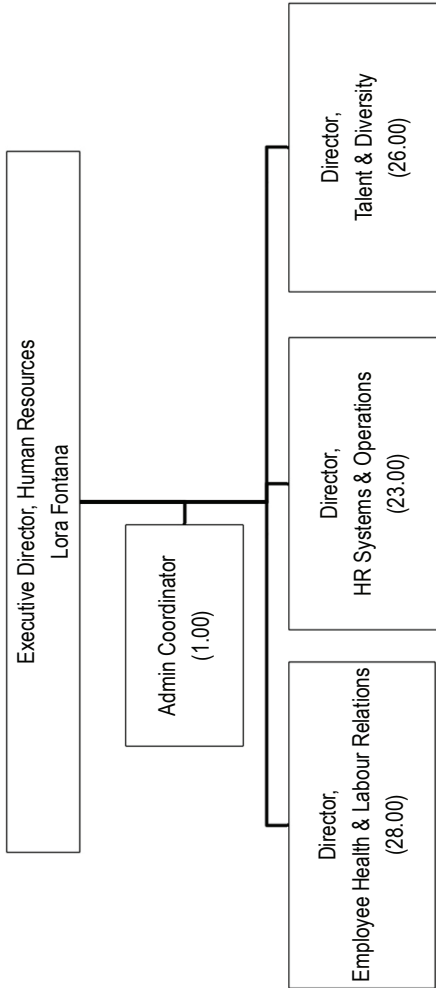 Executive Director, Human Resources
Lora Fontana
Admin Coordinator
(1.00)
Director,
Employee Health & Labour Relations
(28.00)
Director,
HR Systems & Operations
(23.00)
Director,
Talent & Diversity
(26.00)